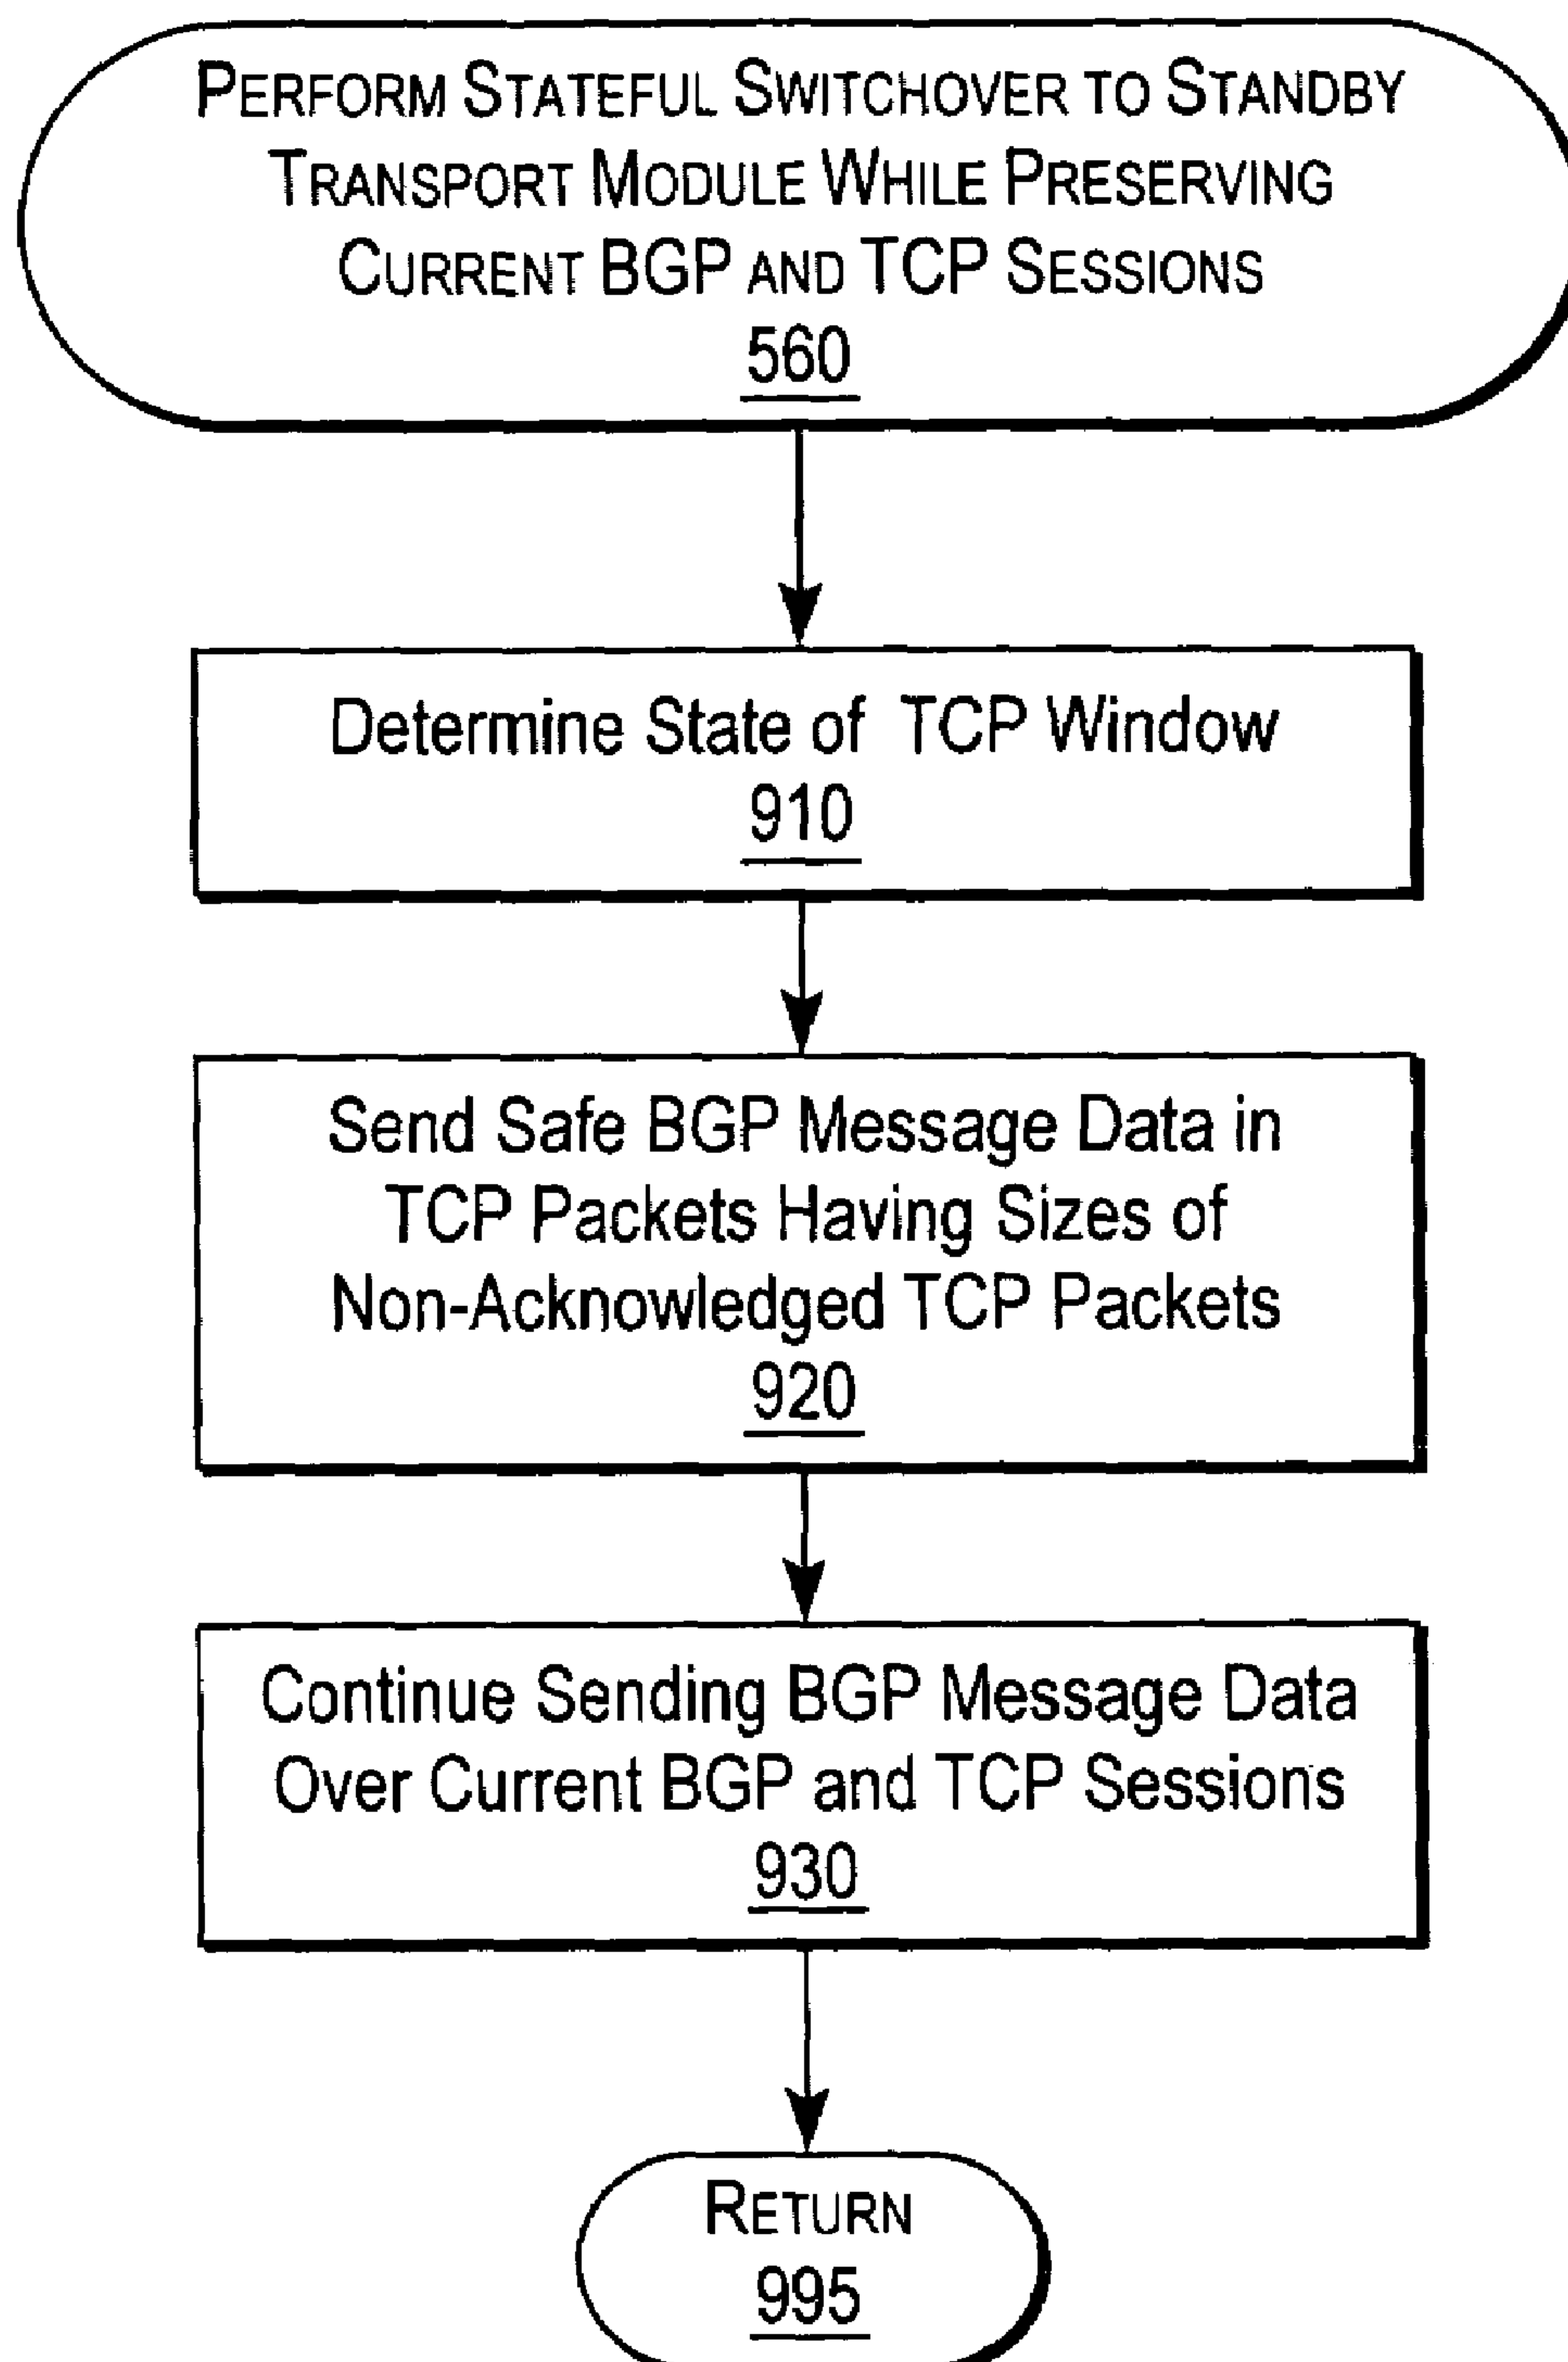 PERFORM STATEFUL SWITCHOVER TO STANDBY
TRANSPORT MODULE WHILE PRESERVING
CURRENT BGP AND TCP SESSIONS
560
Determine State of TCP Window
910
Send Safe BGP Message Data in
TCP Packets Having Sizes of
Non-Acknowledged TCP Packets
920
Continue Sending BGP Message Data
Over Current BGP and TCP Sessions
930
RETURN
995